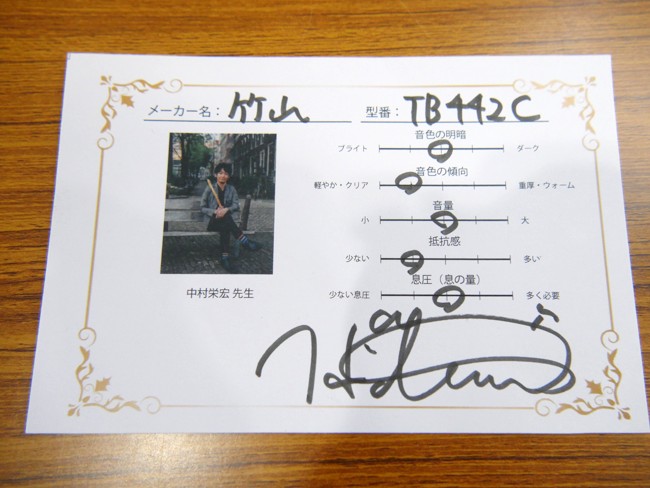 メーカー名：竹山 型番：TB442C
音色の明暗
ブライト ダーク
音色の傾向
軽やか・クリア 重厚・ウォーム
音量
小 大
抵抗感
少ない 多い
息圧（息の量）
少ない息圧 多く必要
中村栄宏 先生